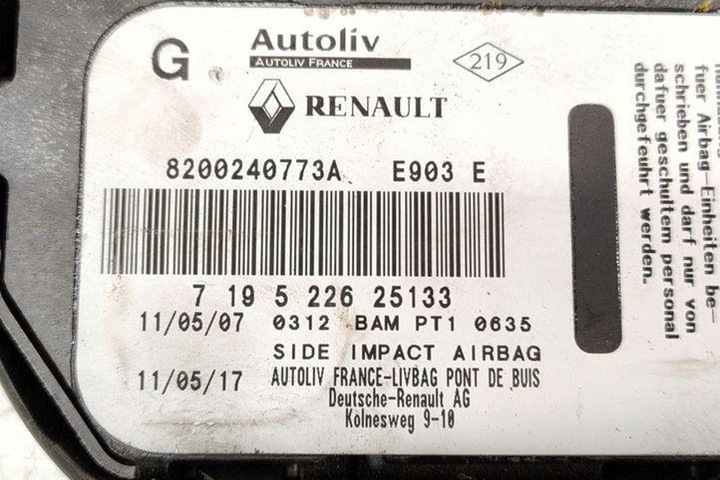 G
Autoliv
AUTOLIV FRANCE
219
RENAULT
8200240773A E903 E
7 19 5 226 25133
11/05/07 0312 BAM PT1 0635
SIDE IMPACT AIRBAG
11/05/17 AUTOLIV FRANCE-LIVBAG PONT DE BUIS
Deutsche-Renault AG
Kölnesweg 9-10
fuer Airbag-Einheiten be-
schrieben und darf nur von
dafuer geschultem personal
durchgefuehrt werden.